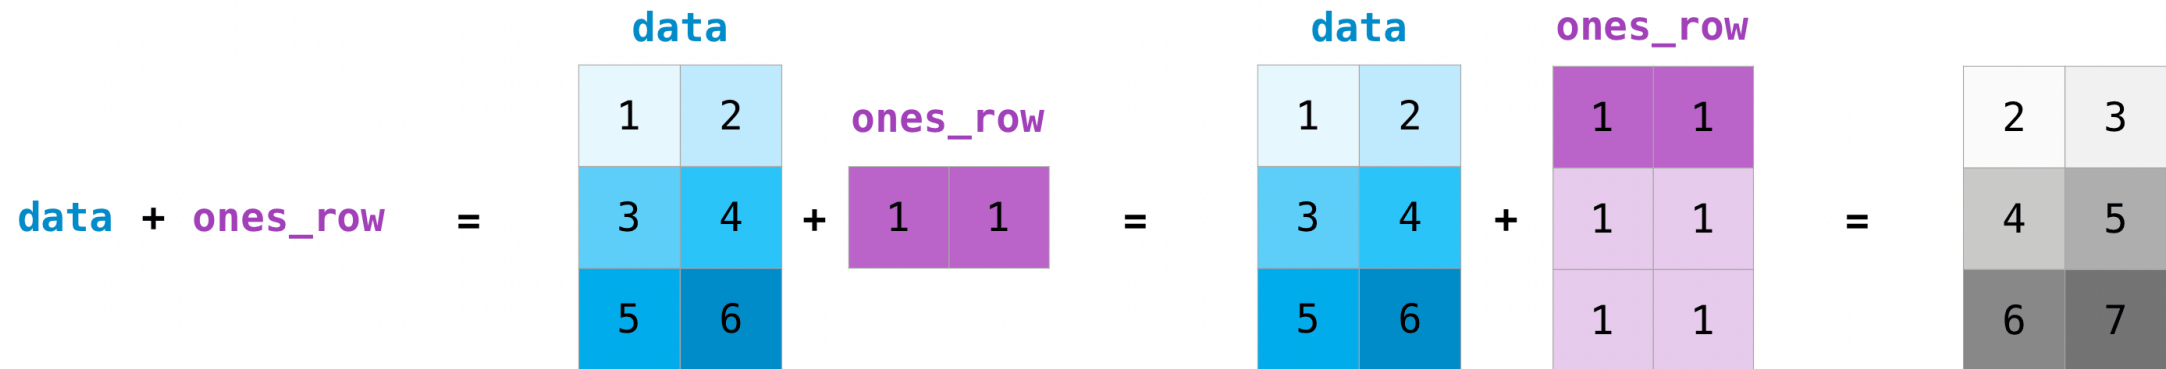 data data ones_row
1 2 1 2 1 1 2 3
ones_row
data + ones_row = 3 4 + 1 1 = 3 4 + 1 1 = 4 5
5 6 5 6 1 1 6 7